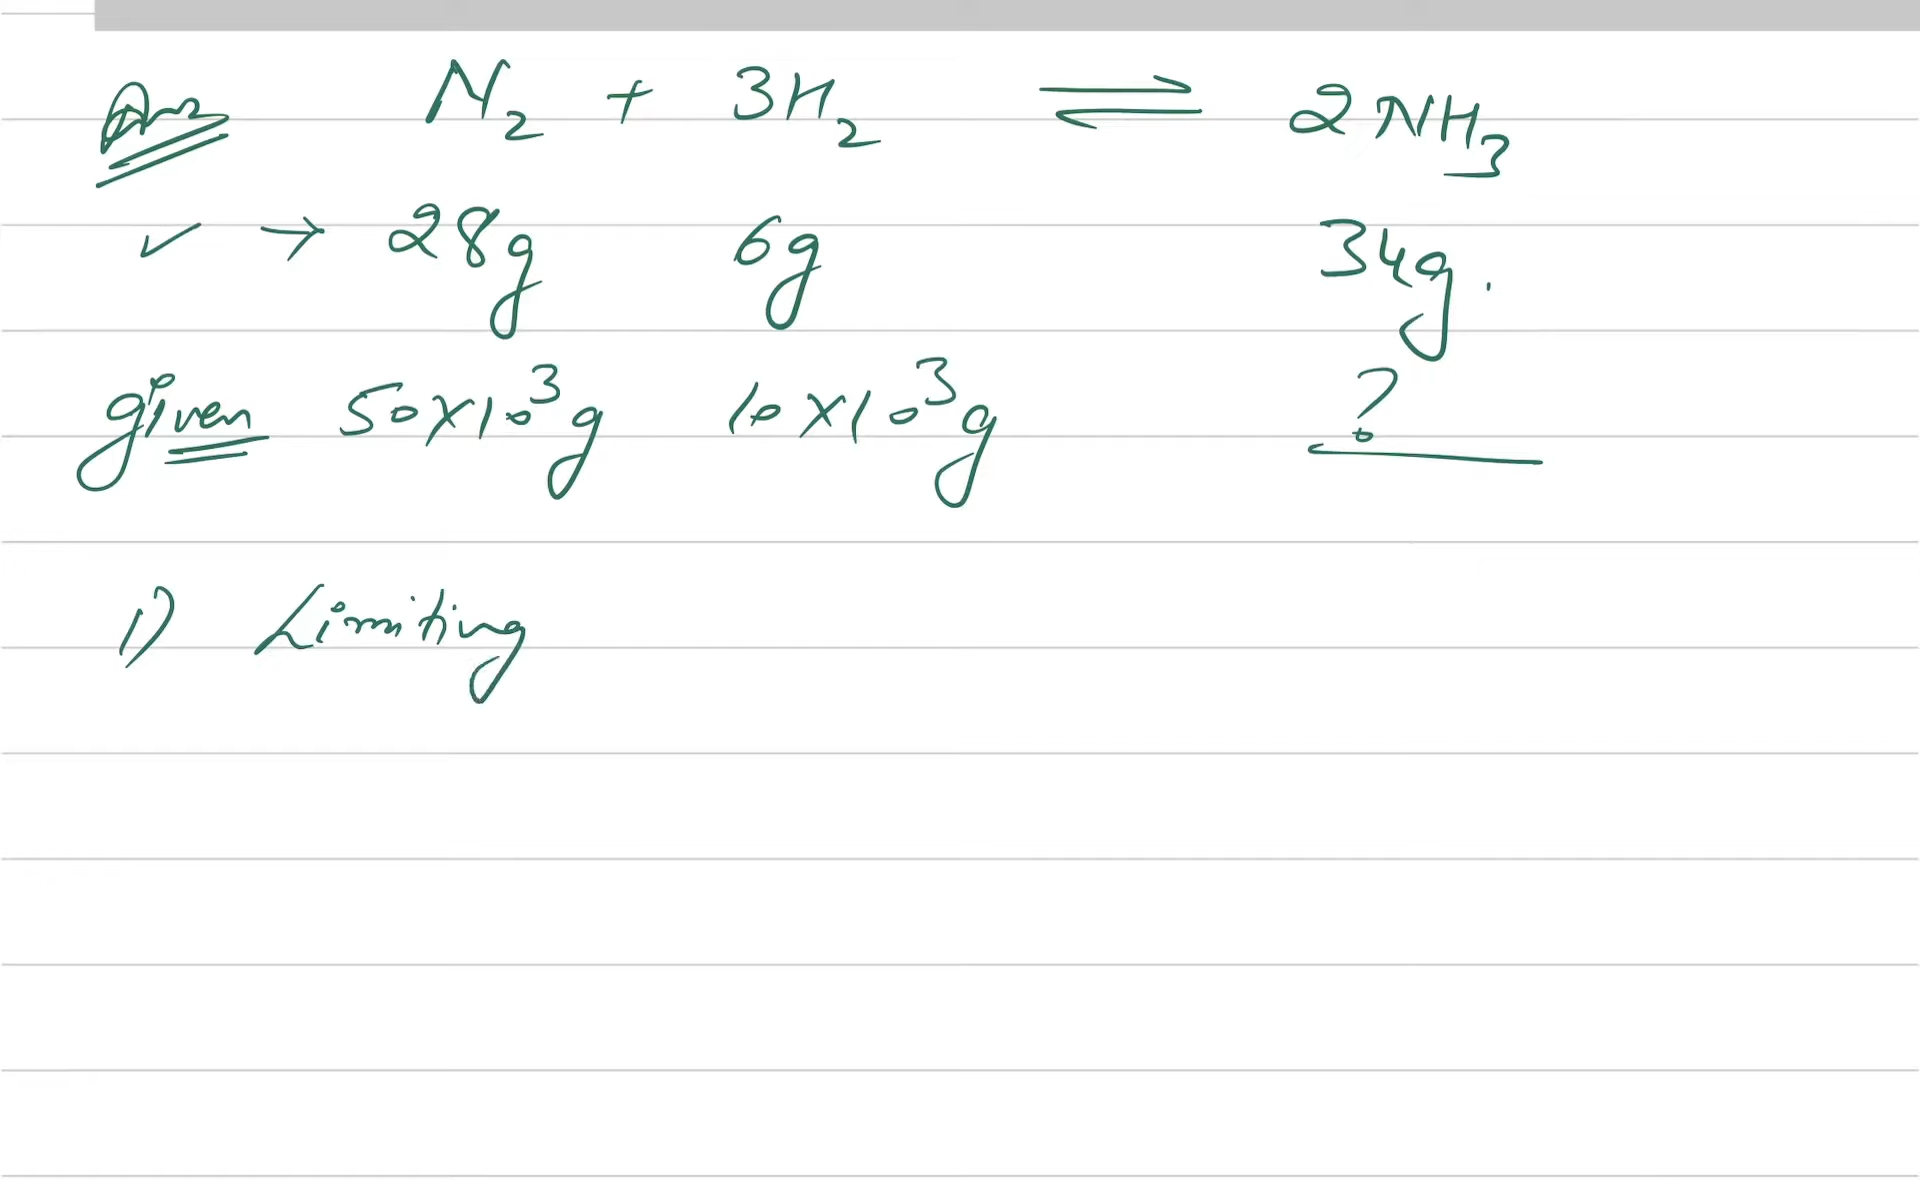 Ans N₂ + 3H₂ ⇌ 2NH₃
✓ → 28g 6g 34g.
given 50×10³g 10×10³g ?
1) Limiting